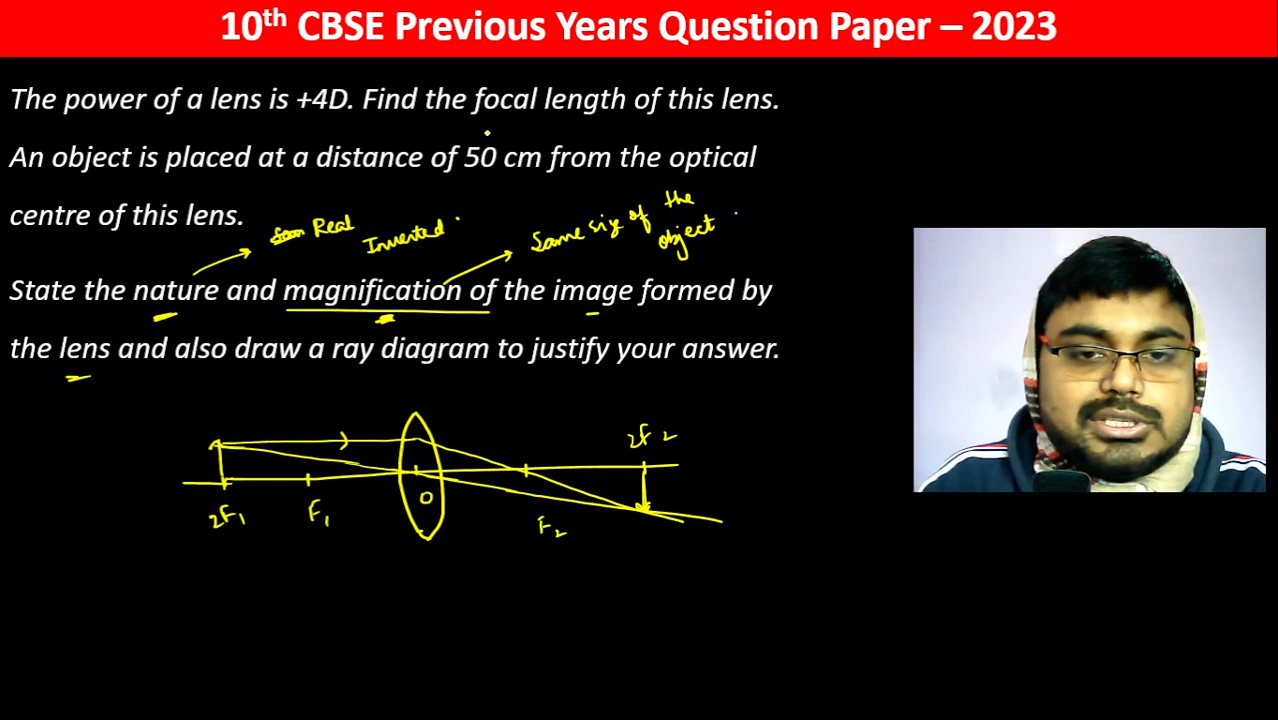 10th CBSE Previous Years Question Paper – 2023
The power of a lens is +4D. Find the focal length of this lens.
An object is placed at a distance of 50 cm from the optical
centre of this lens.
Real
Inverted
Same size of the
object
State the nature and magnification of the image formed by
the lens and also draw a ray diagram to justify your answer.
2F2
2F1
F1
O
F2